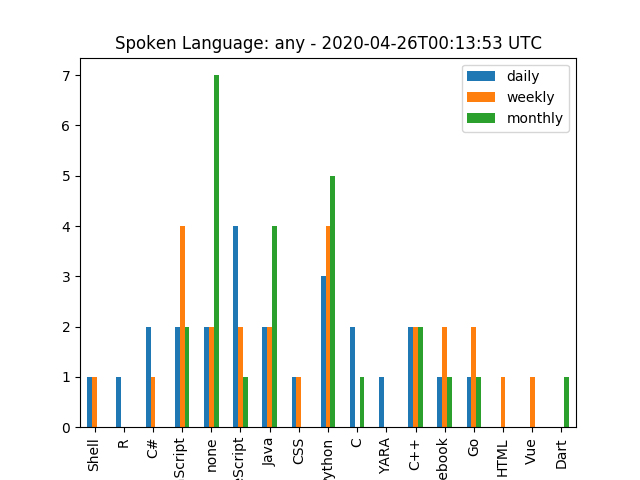 Spoken Language: any - 2020-04-26T00:13:53 UTC
daily
weekly
monthly
7
6
5
4
3
2
1
0
Shell
R
C#
Script
none
eScript
Java
CSS
ython
C
YARA
C++
ebook
Go
HTML
Vue
Dart